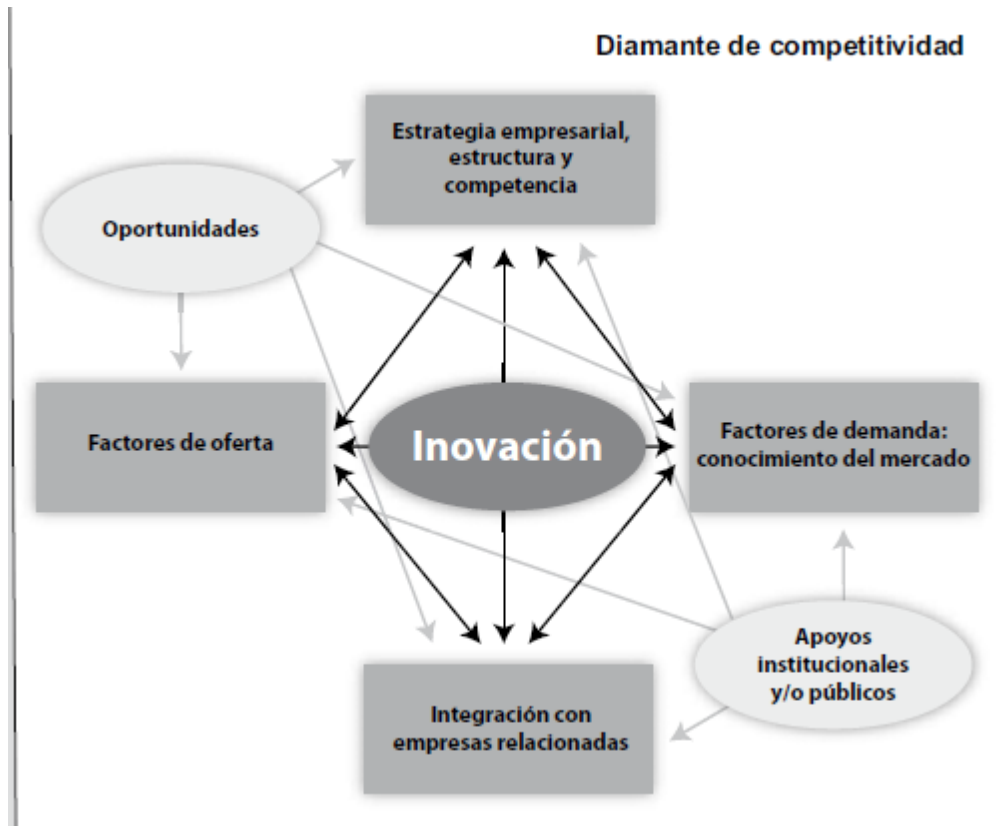 Diamante de competitividad
Estrategia empresarial,
estructura y
competencia
Oportunidades
Factores de oferta
Inovación
Factores de demanda:
conocimiento del mercado
Apoyos
institucionales
y/o públicos
Integración con
empresas relacionadas